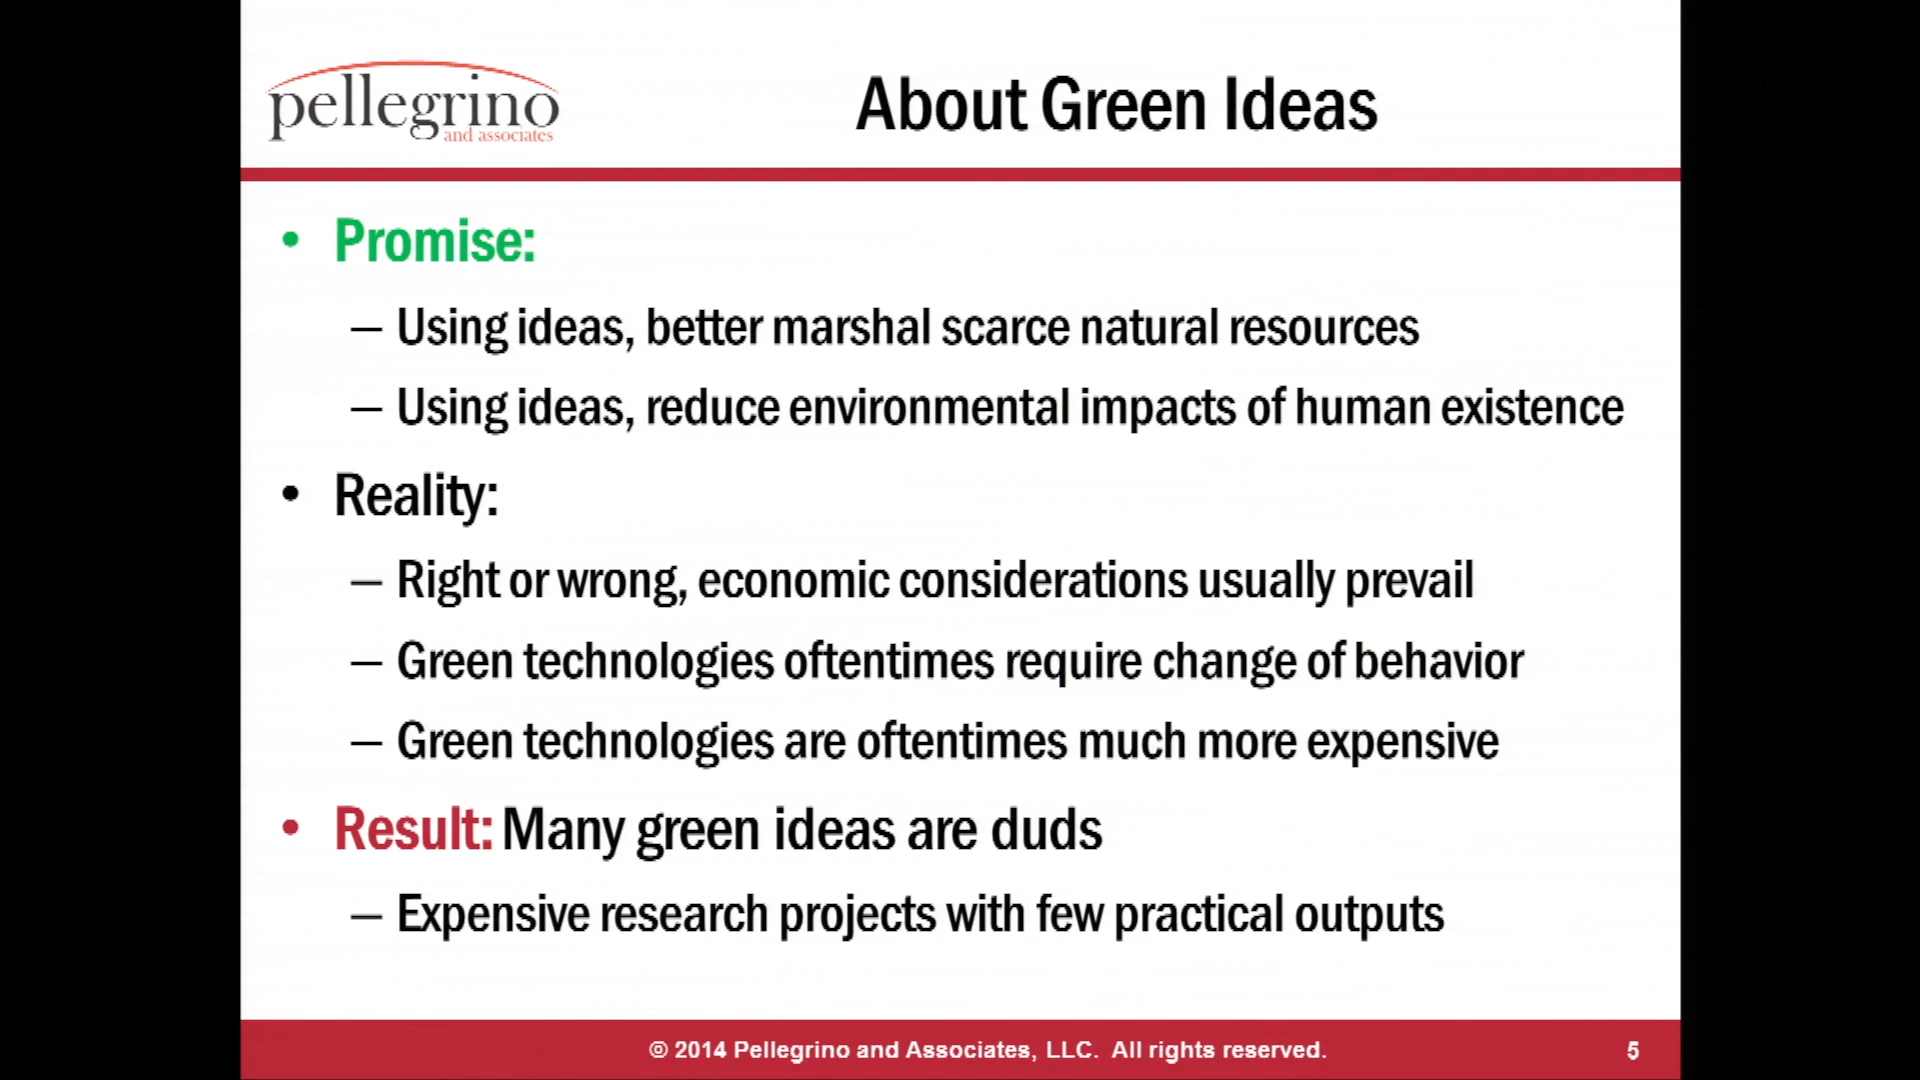 pellegrino
and associates
About Green Ideas
• Promise:
– Using ideas, better marshal scarce natural resources
– Using ideas, reduce environmental impacts of human existence
• Reality:
– Right or wrong, economic considerations usually prevail
– Green technologies oftentimes require change of behavior
– Green technologies are oftentimes much more expensive
• Result: Many green ideas are duds
– Expensive research projects with few practical outputs
© 2014 Pellegrino and Associates, LLC. All rights reserved. 5